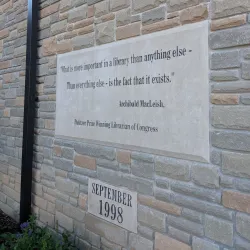 "What is more important in a library than anything else -
Than everything else - is the fact that it exists."
Archibald MacLeish,
Pulitzer Prize Winning Librarian of Congress
SEPTEMBER
1998